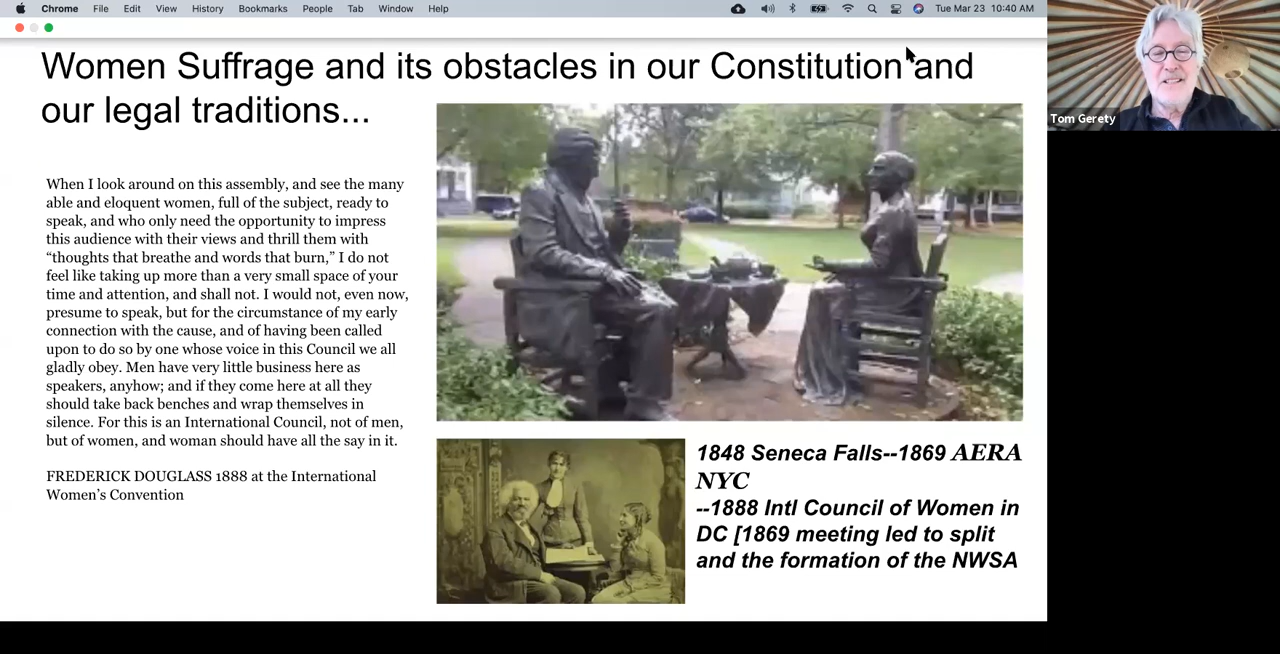 Chrome File Edit View History Bookmarks People Tab Window Help Tue Mar 23 10:40 AM
Women Suffrage and its obstacles in our Constitution and
our legal traditions...
Tom Gerety
When I look around on this assembly, and see the many
able and eloquent women, full of the subject, ready to
speak, and who only need the opportunity to impress
this audience with their views and thrill them with
“thoughts that breathe and words that burn,” I do not
feel like taking up more than a very small space of your
time and attention, and shall not. I would not, even now,
presume to speak, but for the circumstance of my early
connection with the cause, and of having been called
upon to do so by one whose voice in this Council we all
gladly obey. Men have very little business here as
speakers, anyhow; and if they come here at all they
should take back benches and wrap themselves in
silence. For this is an International Council, not of men,
but of women, and woman should have all the say in it.
FREDERICK DOUGLASS 1888 at the International
Women’s Convention
1848 Seneca Falls--1869 AERA
NYC
--1888 Intl Council of Women in
DC [1869 meeting led to split
and the formation of the NWSA